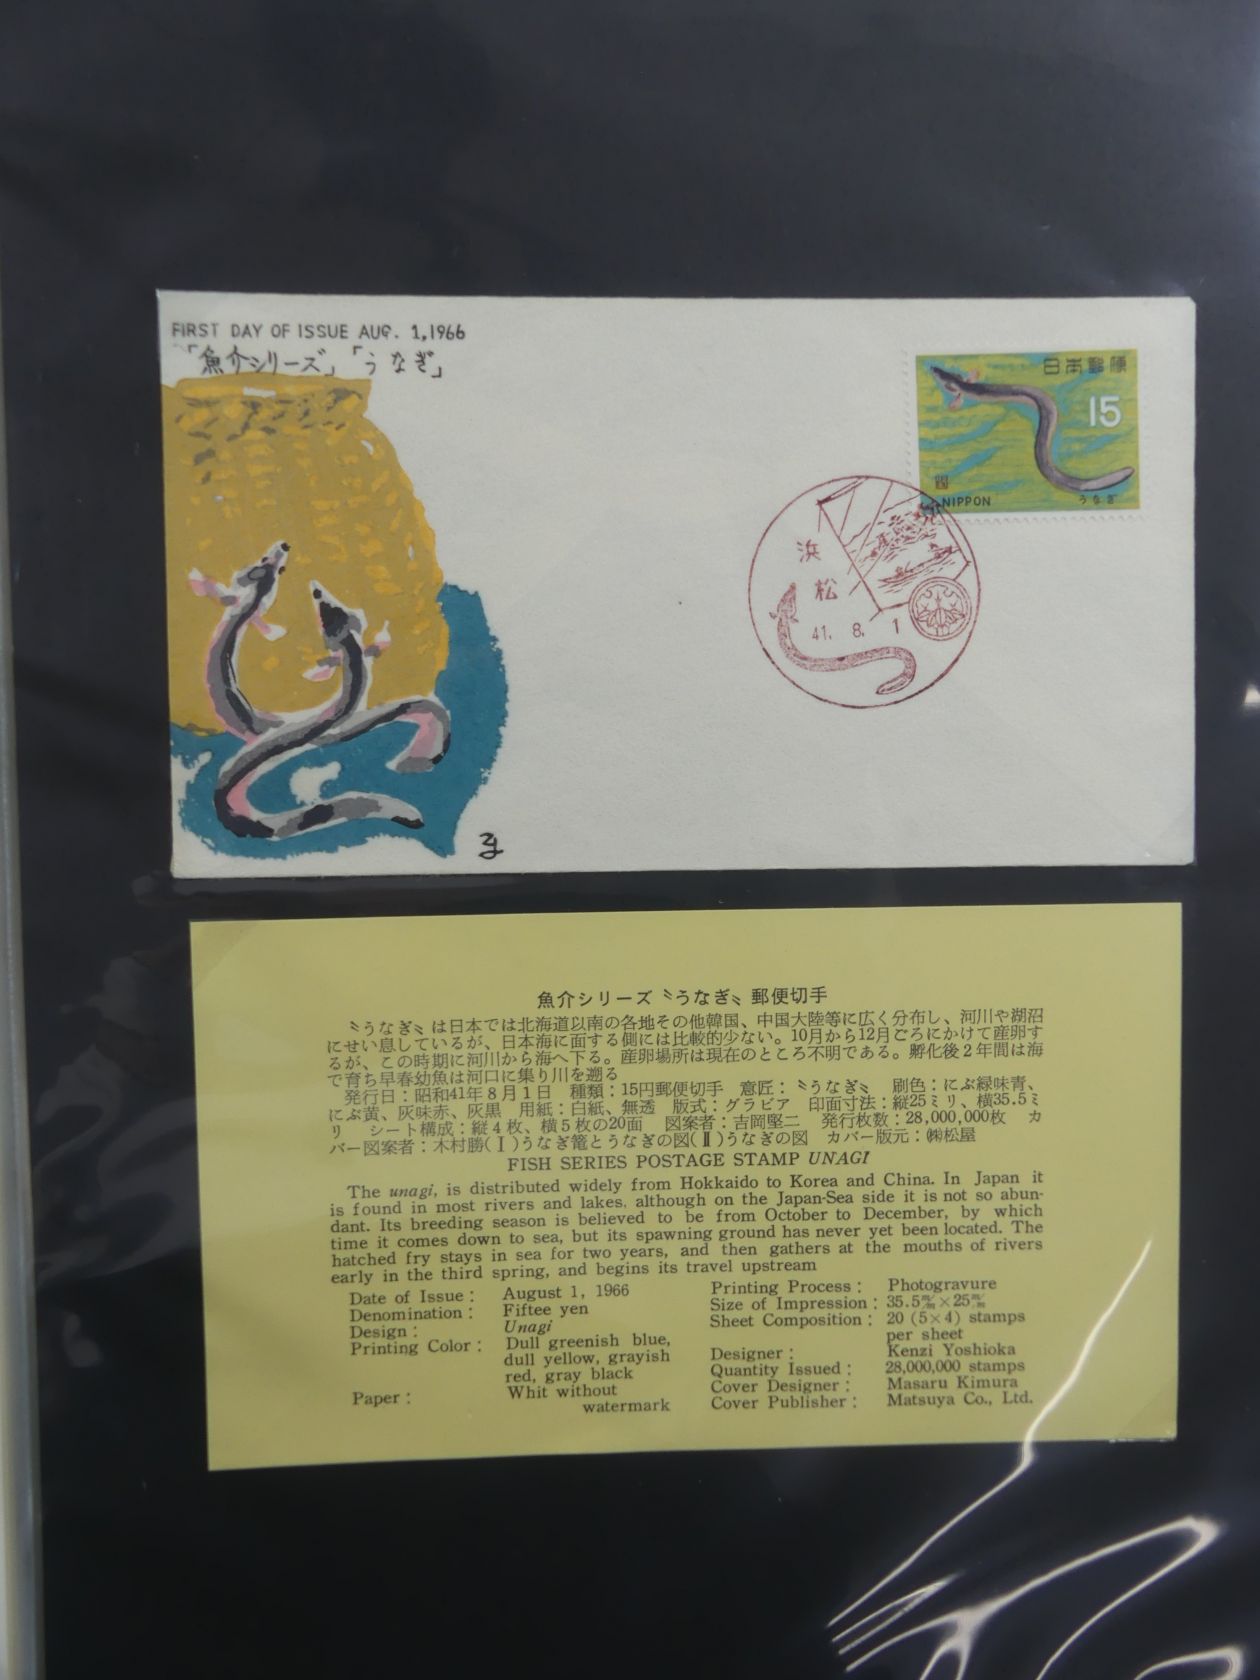 FIRST DAY OF ISSUE AUG. 1,1966
「魚介シリーズ」「うなぎ」
日本郵便
15
NIPPON
うなぎ
浜松
41. 8. 1
魚介シリーズ〝うなぎ〟郵便切手
〝うなぎ〟は日本では北海道以南の各地その他韓国、中国大陸等に広く分布し、河川や湖沼
にせい息しているが、日本海に面する側には比較的少ない。10月から12月ごろにかけて産卵す
るが、この時期に河川から海へ下る。産卵場所は現在のところ不明である。孵化後2年間は海
で育ち早春幼魚は河口に集り川を遡る
発行日：昭和41年8月1日 種類：15円郵便切手 意匠：〝うなぎ〟 刷色：にぶ緑味青、
にぶ黄、灰味赤、灰黒 用紙：白紙、無透 版式：グラビア 印面寸法：縦25ミリ、横35.5ミ
リ シート構成：縦4枚、横5枚の20面 図案者：吉岡堅二 発行枚数：28,000,000枚 カ
バー図案者：木村勝(Ⅰ)うなぎ篭とうなぎの図(Ⅱ)うなぎの図 カバー版元：㈱松屋
FISH SERIES POSTAGE STAMP UNAGI
The unagi, is distributed widely from Hokkaido to Korea and China. In Japan it
is found in most rivers and lakes, although on the Japan-Sea side it is not so abun-
dant. Its breeding season is believed to be from October to December, by which
time it comes down to sea, but its spawning ground has never yet been located. The
hatched fry stays in sea for two years, and then gathers at the mouths of rivers
early in the third spring, and begins its travel upstream
Date of Issue: August 1, 1966
Denomination: Fiftee yen
Design: Unagi
Printing Color: Dull greenish blue,
dull yellow, grayish
red, gray black
Paper: Whit without
watermark
Printing Process: Photogravure
Size of Impression: 35.5㎜×25㎜
Sheet Composition: 20 (5×4) stamps
per sheet
Designer: Kenzi Yoshioka
Quantity Issued: 28,000,000 stamps
Cover Designer: Masaru Kimura
Cover Publisher: Matsuya Co., Ltd.